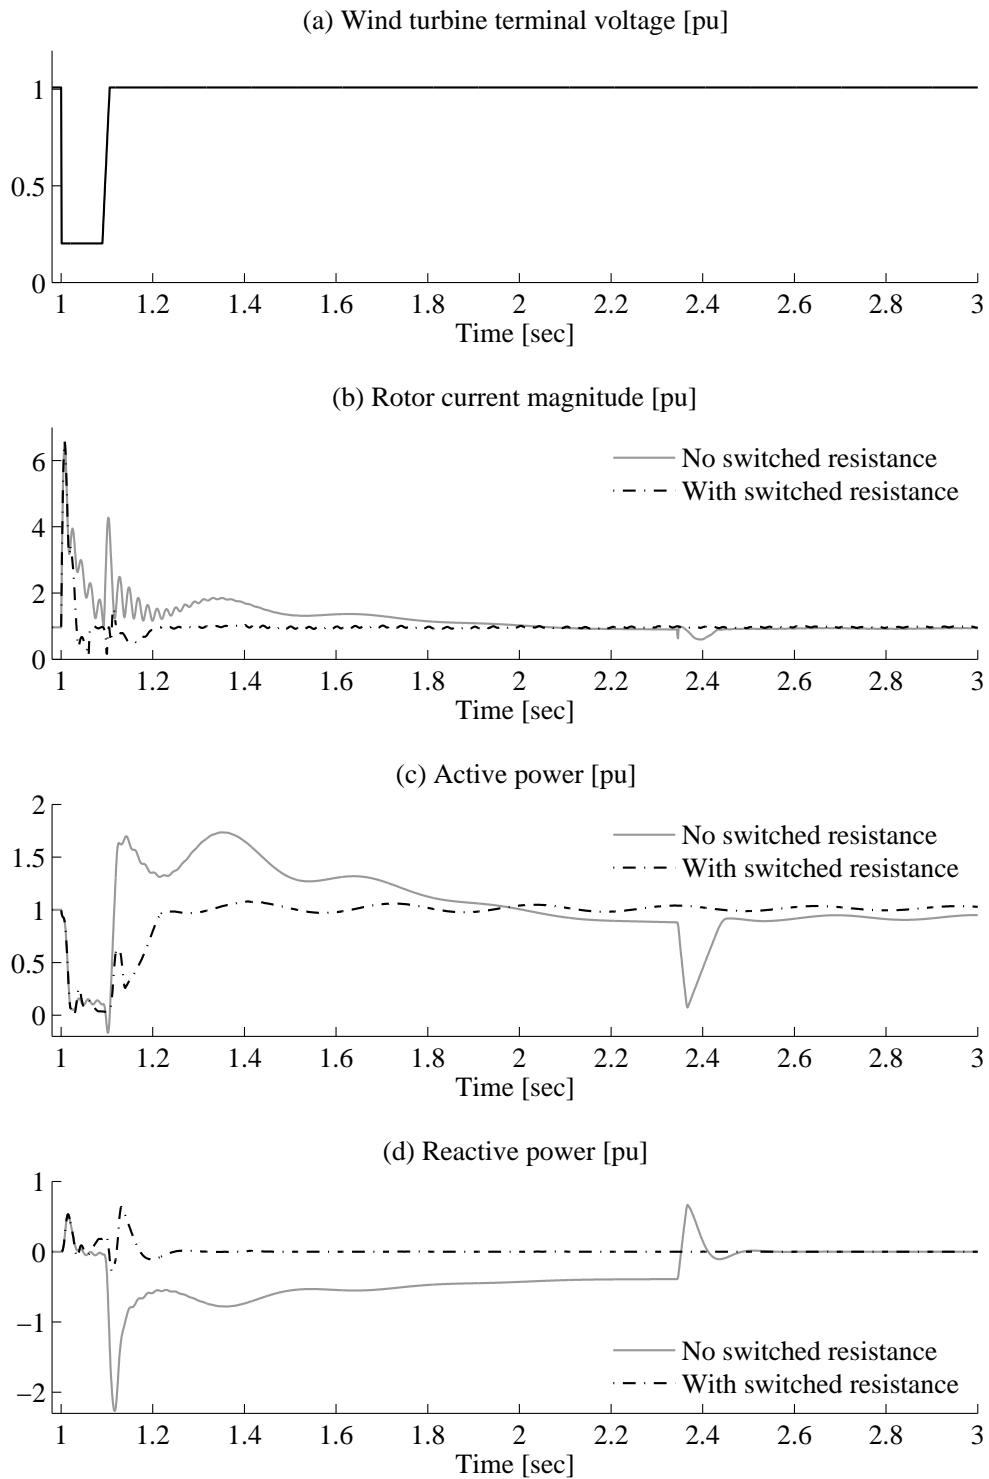 (a) Wind turbine terminal voltage [pu]
1
0.5
0
1 1.2 1.4 1.6 1.8 2 2.2 2.4 2.6 2.8 3
Time [sec]
(b) Rotor current magnitude [pu]
6
4
2
0
No switched resistance
With switched resistance
1 1.2 1.4 1.6 1.8 2 2.2 2.4 2.6 2.8 3
Time [sec]
(c) Active power [pu]
2
1.5
1
0.5
0
No switched resistance
With switched resistance
1 1.2 1.4 1.6 1.8 2 2.2 2.4 2.6 2.8 3
Time [sec]
(d) Reactive power [pu]
1
0
−1
−2
No switched resistance
With switched resistance
1 1.2 1.4 1.6 1.8 2 2.2 2.4 2.6 2.8 3
Time [sec]